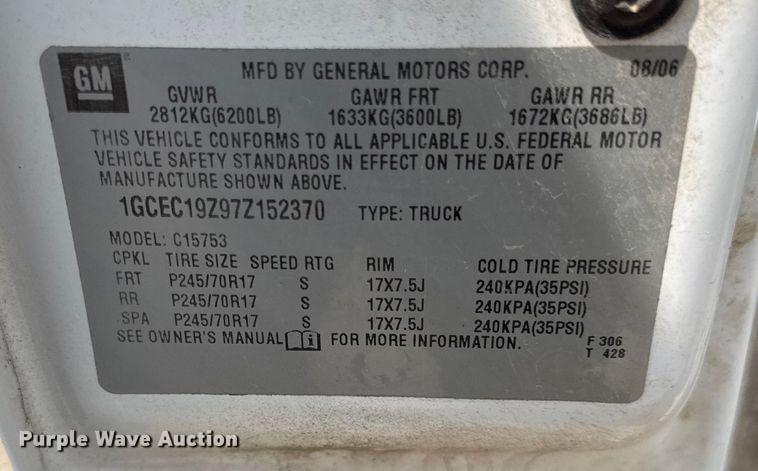 GM ® MFD BY GENERAL MOTORS CORP. 08/06
GVWR GAWR FRT GAWR RR
2812KG(6200LB) 1633KG(3600LB) 1672KG(3686LB)
THIS VEHICLE CONFORMS TO ALL APPLICABLE U.S. FEDERAL MOTOR
VEHICLE SAFETY STANDARDS IN EFFECT ON THE DATE OF
MANUFACTURE SHOWN ABOVE.
1GCEC19Z97Z152370 TYPE: TRUCK
MODEL: C15753
CPKL TIRE SIZE SPEED RTG RIM COLD TIRE PRESSURE
FRT P245/70R17 S 17X7.5J 240KPA(35PSI)
RR P245/70R17 S 17X7.5J 240KPA(35PSI)
SPA P245/70R17 S 17X7.5J 240KPA(35PSI)
SEE OWNER'S MANUAL i FOR MORE INFORMATION. F 306
T 428
Purple Wave Auction